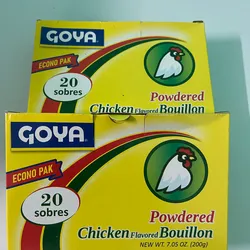 GOYA
ECONO PAK
20
sobres
Powdered
Chicken Flavored Bouillon
GOYA
ECONO PAK
20
sobres
Powdered
Chicken Flavored Bouillon
NET WT. 7.05 OZ. (200g)